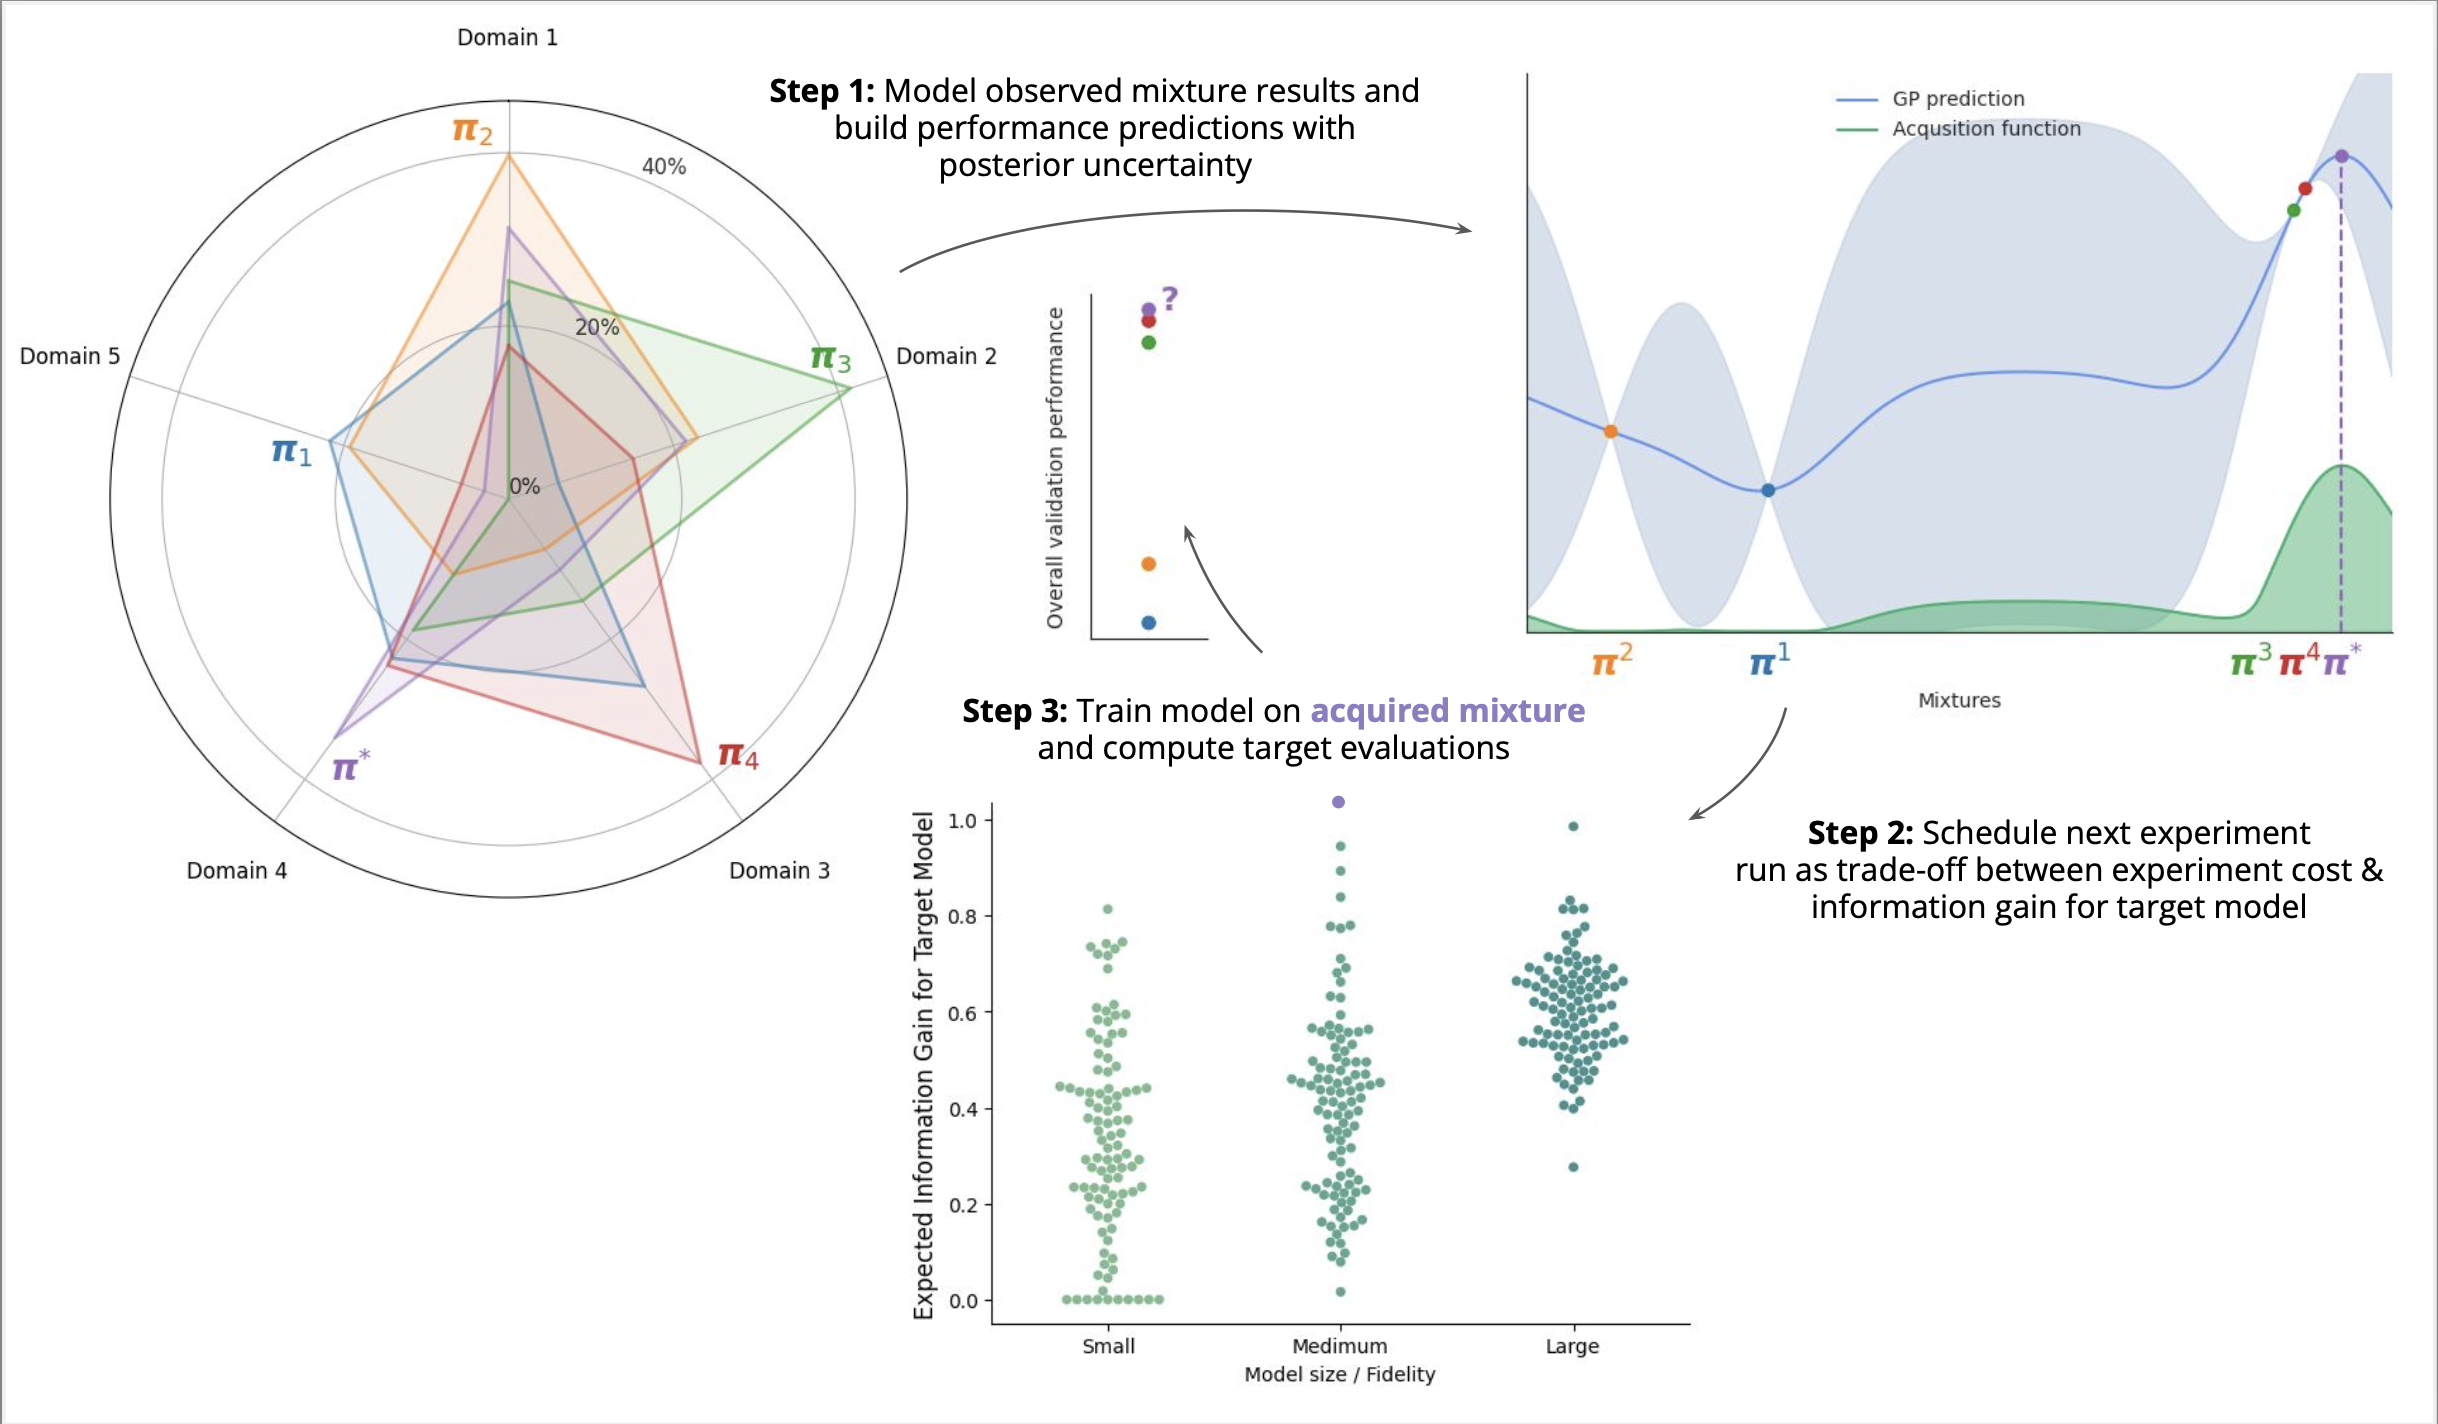 Domain 1
π2
40%
20%
π3
Domain 2
Domain 5
π1
0%
π*
π4
Domain 4
Domain 3
Step 1: Model observed mixture results and
build performance predictions with
posterior uncertainty
GP prediction
Acqusition function
?
Overall validation performance
π²
π¹
π³
π⁴
π*
Mixtures
Step 3: Train model on acquired mixture
and compute target evaluations
Step 2: Schedule next experiment
run as trade-off between experiment cost &
information gain for target model
Expected Information Gain for Target Model
1.0
0.8
0.6
0.4
0.2
0.0
Small
Medimum
Large
Model size / Fidelity